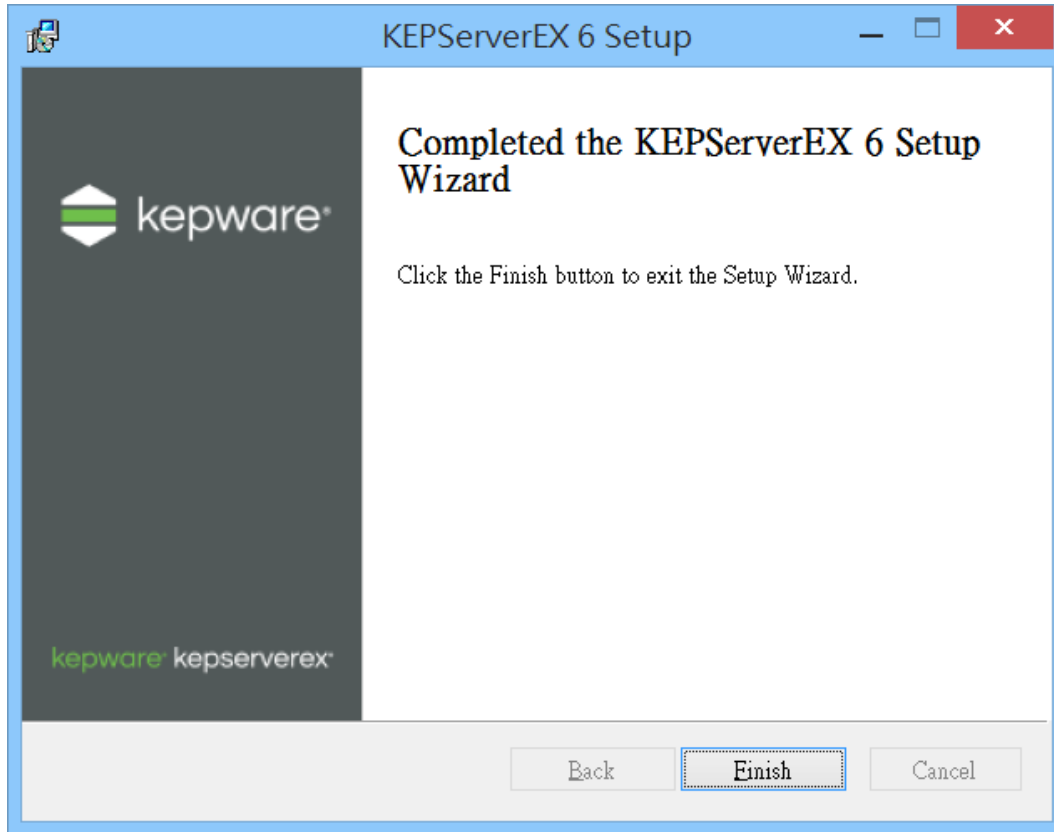 KEPServerEX 6 Setup
Completed the KEPServerEX 6 Setup
Wizard
kepware®
Click the Finish button to exit the Setup Wizard.
kepware® kepserverex®
Back
Finish
Cancel